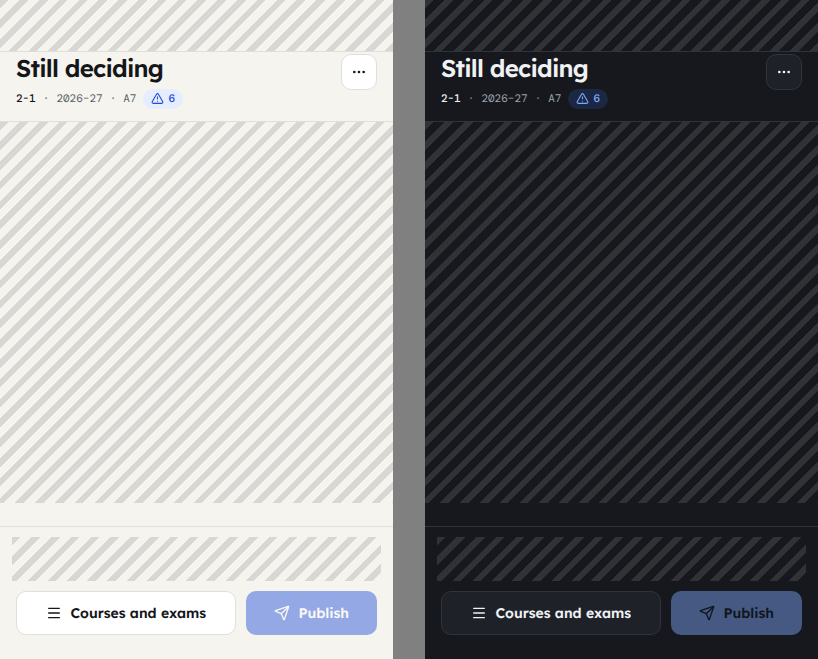 Still deciding
2-1 · 2026-27 · A7 6
Courses and exams
Publish
Still deciding
2-1 · 2026-27 · A7 6
Courses and exams
Publish